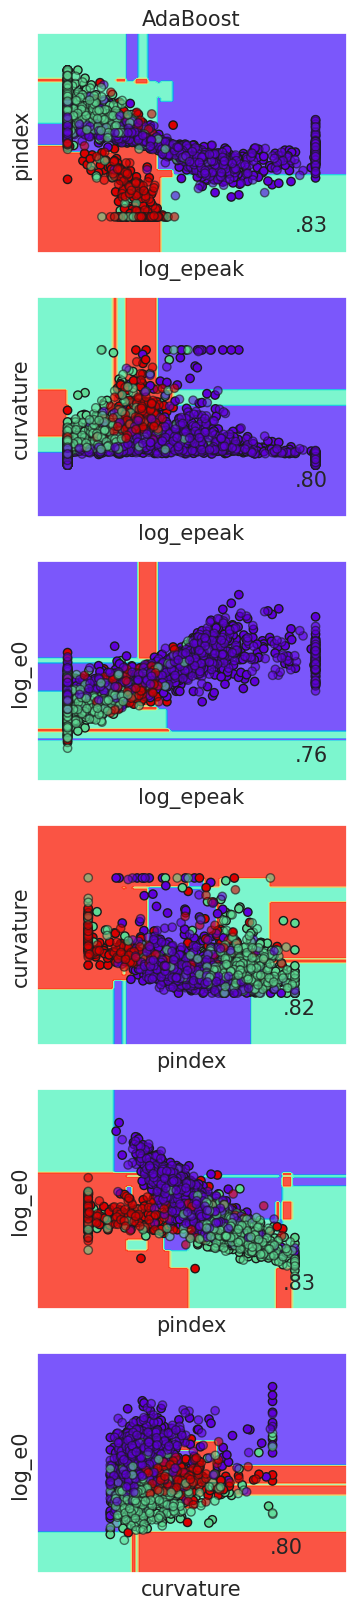 AdaBoost
pindex
.83
log_epeak
curvature
.80
log_epeak
log_e0
.76
log_epeak
curvature
.82
pindex
log_e0
.83
pindex
log_e0
.80
curvature